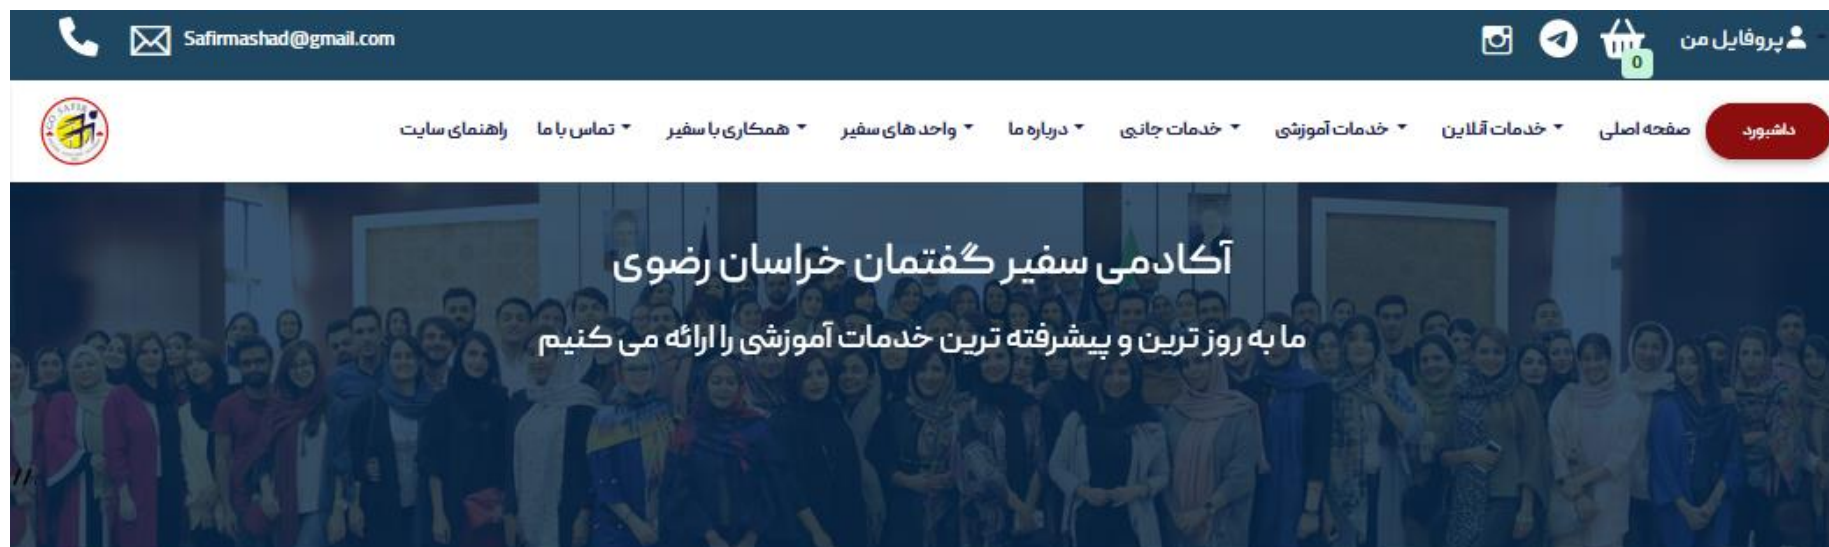 پروفایل من
0
Safirmashad@gmail.com
داشبورد
صفحه اصلی
خدمات آنلاین
خدمات آموزشی
خدمات جانبی
درباره ما
واحد های سفیر
همکاری با سفیر
تماس با ما
راهنمای سایت
GO SAFIR
آکادمی سفیر گفتمان خراسان رضوی
ما به روز ترین و پیشرفته ترین خدمات آموزشی را ارائه می کنیم